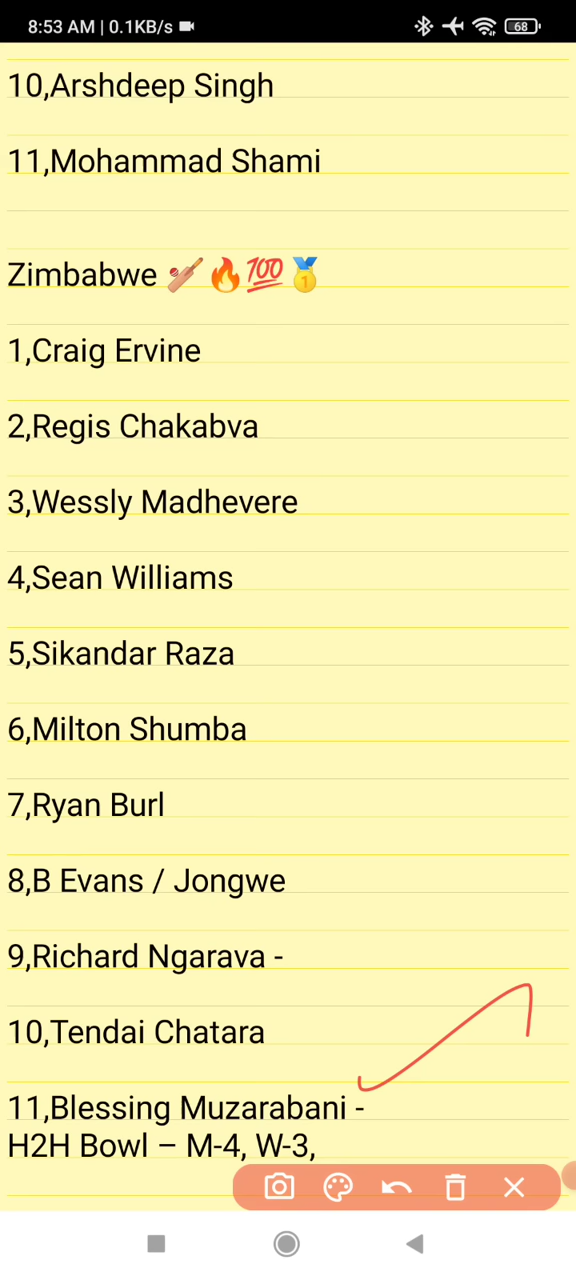 8:53 AM | 0.1KB/s 68
10,Arshdeep Singh
11,Mohammad Shami
Zimbabwe 🏏🔥💯🥇
1,Craig Ervine
2,Regis Chakabva
3,Wessly Madhevere
4,Sean Williams
5,Sikandar Raza
6,Milton Shumba
7,Ryan Burl
8,B Evans / Jongwe
9,Richard Ngarava -
10,Tendai Chatara
11,Blessing Muzarabani -
H2H Bowl – M-4, W-3,